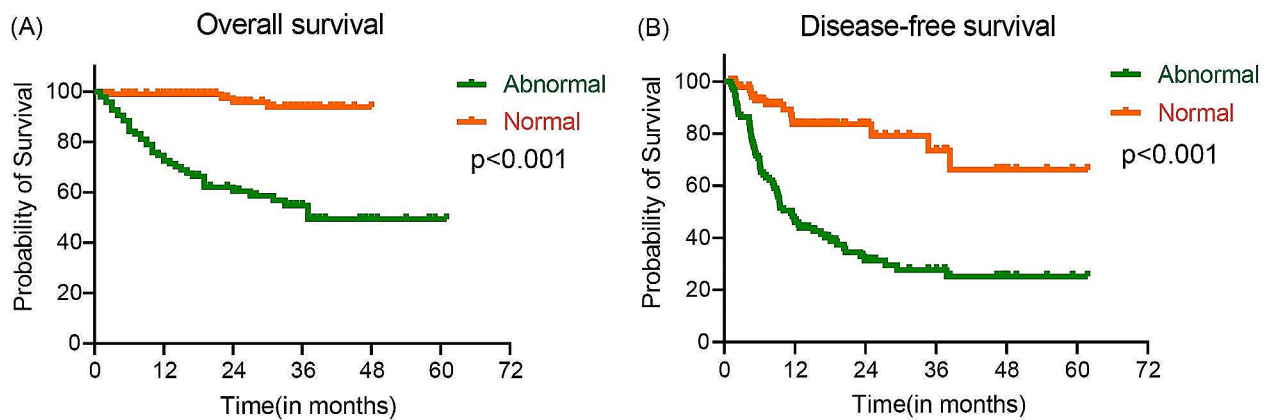 (A) Overall survival
Probability of Survival
100
80
60
40
20
0
0 12 24 36 48 60 72
Time(in months)
Abnormal
Normal
p<0.001
(B) Disease-free survival
Probability of Survival
100
80
60
40
20
0
0 12 24 36 48 60 72
Time(in months)
Abnormal
Normal
p<0.001